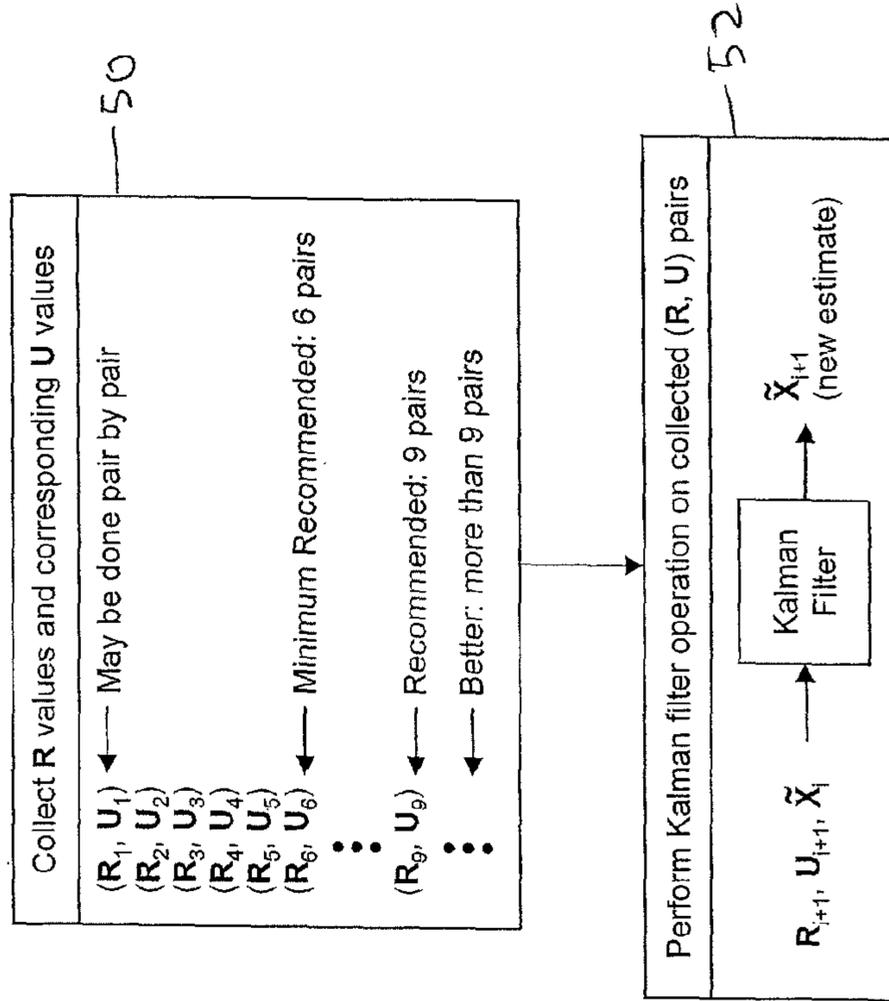 Collect R values and corresponding U values
(R₁, U₁) May be done pair by pair
(R₂, U₂)
(R₃, U₃)
(R₄, U₄)
(R₅, U₅)
(R₆, U₆) Minimum Recommended: 6 pairs
•••
(R₉, U₉) Recommended: 9 pairs
••• Better: more than 9 pairs
50
Perform Kalman filter operation on collected (R, U) pairs
Rᵢ₊₁, Uᵢ₊₁, X̃ᵢ
Kalman
Filter
X̃ᵢ₊₁
(new estimate)
52